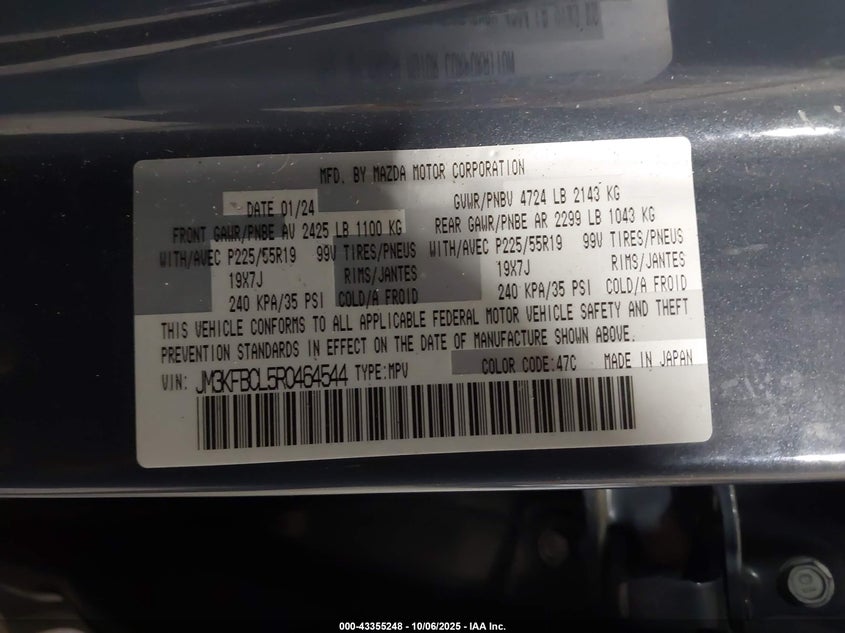 MFD. BY MAZDA MOTOR CORPORATION
DATE 01/24 GVWR/PNBV 4724 LB 2143 KG
FRONT GAWR/PNBE AV 2425 LB 1100 KG REAR GAWR/PNBE AR 2299 LB 1043 KG
WITH/AVEC P225/55R19 99V TIRES/PNEUS WITH/AVEC P225/55R19 99V TIRES/PNEUS
19X7J RIMS/JANTES 19X7J RIMS/JANTES
240 KPA/35 PSI COLD/A FROID 240 KPA/35 PSI COLD/A FROID
THIS VEHICLE CONFORMS TO ALL APPLICABLE FEDERAL MOTOR VEHICLE SAFETY AND THEFT
PREVENTION STANDARDS IN EFFECT ON THE DATE OF MANUFACTURE SHOWN ABOVE.
COLOR CODE:47C MADE IN JAPAN
VIN: JM3KFBCL5R0464544 TYPE:MPV
000-43355248 - 10/06/2025 - IAA Inc.